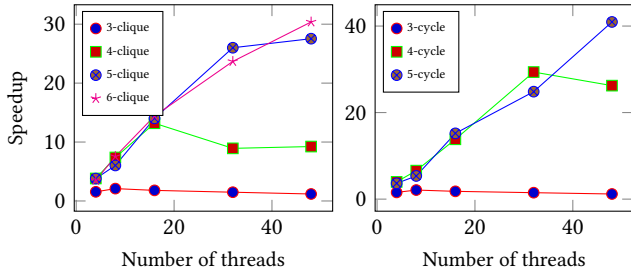 Speedup
30
20
10
0
0
20
40
Number of threads
3-clique
4-clique
5-clique
6-clique
40
20
0
0
20
40
Number of threads
3-cycle
4-cycle
5-cycle